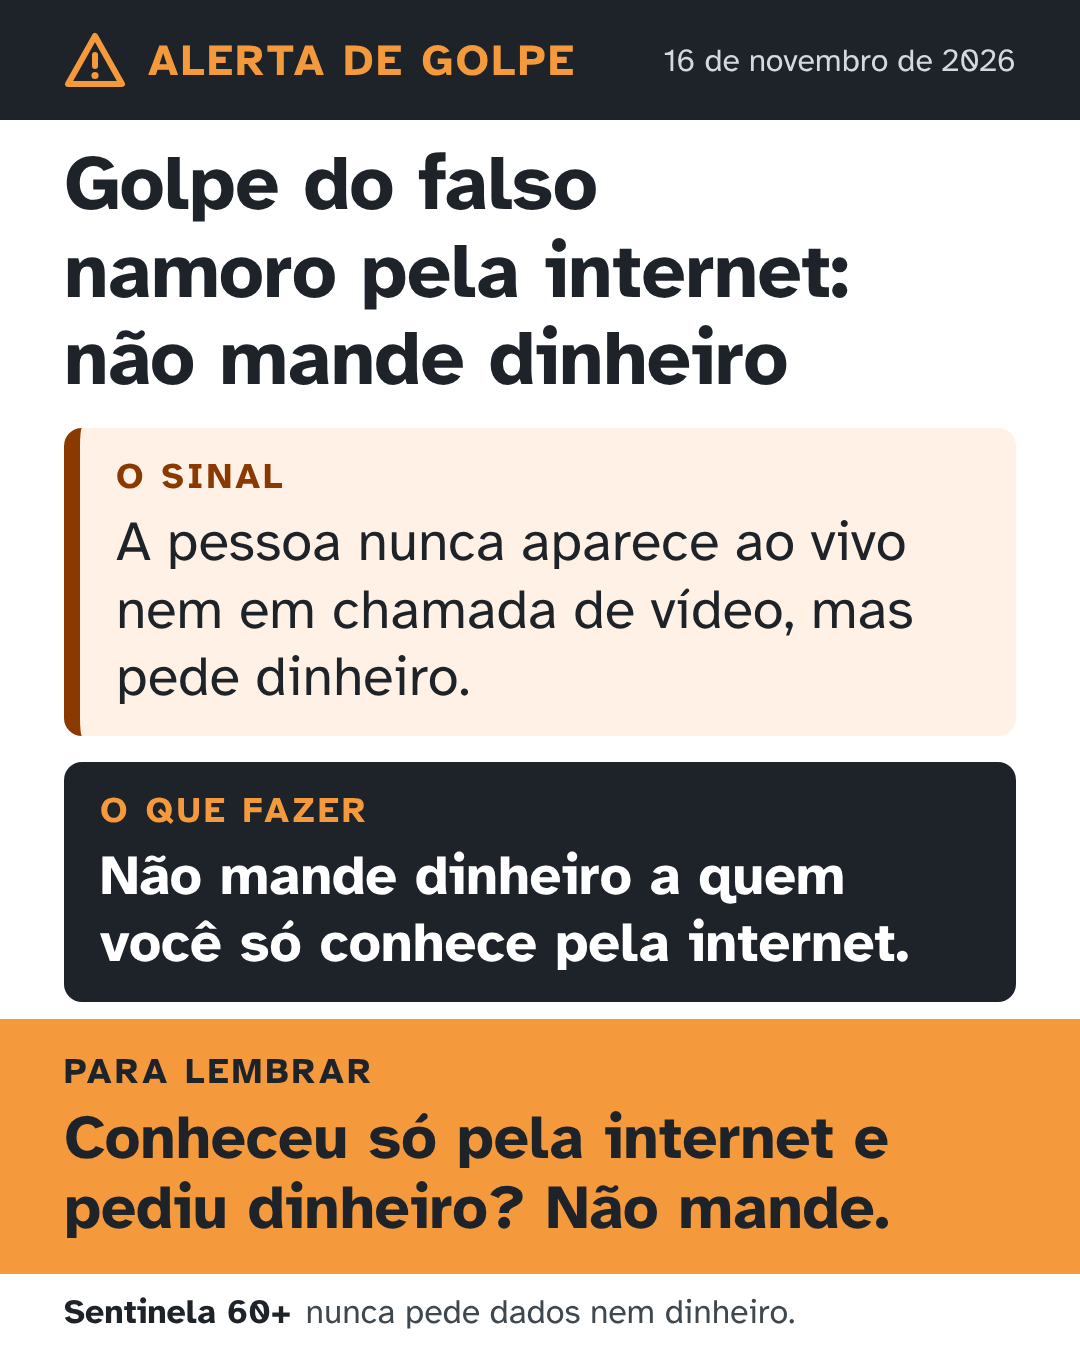 ALERTA DE GOLPE
16 de novembro de 2026
Golpe do falso
namoro pela internet:
não mande dinheiro
O SINAL
A pessoa nunca aparece ao vivo
nem em chamada de vídeo, mas
pede dinheiro.
O QUE FAZER
Não mande dinheiro a quem
você só conhece pela internet.
PARA LEMBRAR
Conheceu só pela internet e
pediu dinheiro? Não mande.
Sentinela 60+ nunca pede dados nem dinheiro.